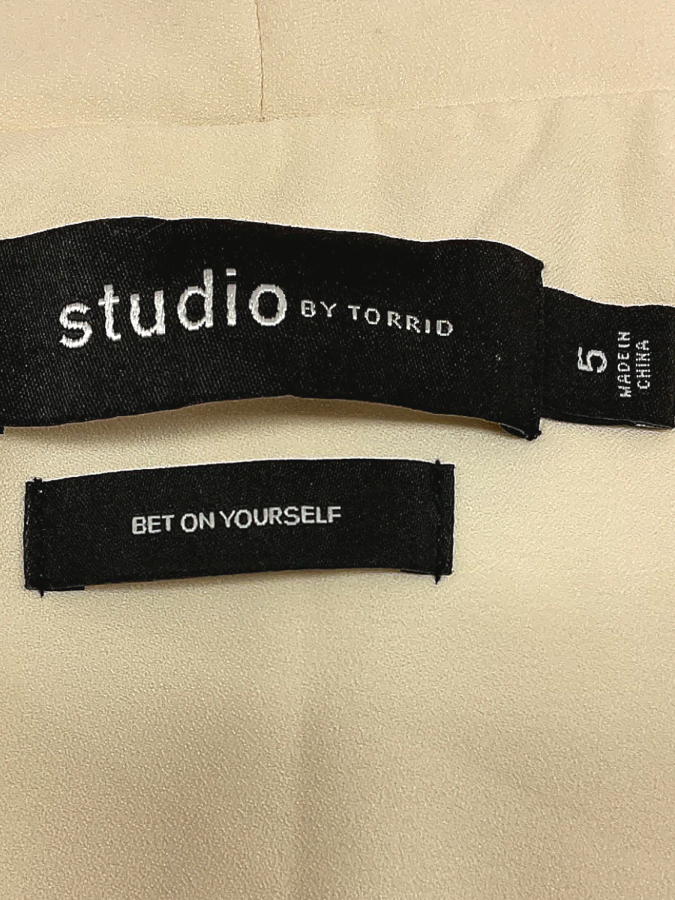 studio BY TORRID
5
MADE IN
CHINA
BET ON YOURSELF